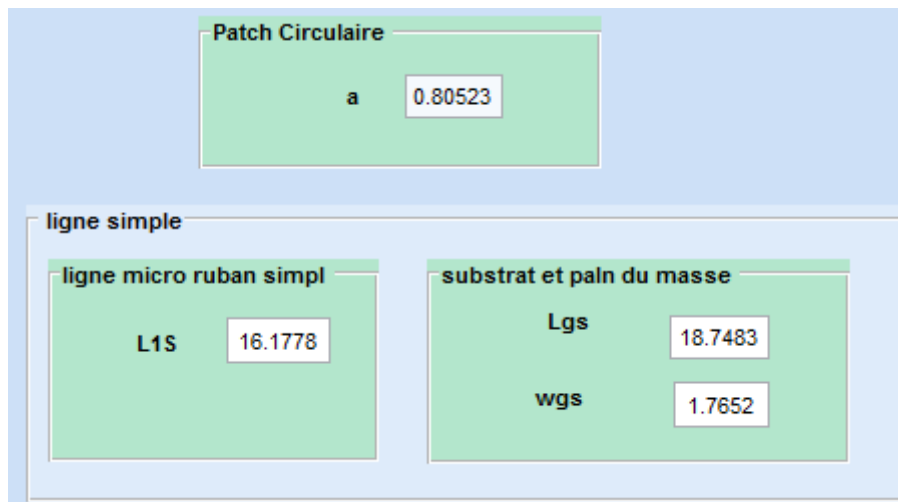 Patch Circulaire
a 0.80523
ligne simple
ligne micro ruban simpl
L1S 16.1778
substrat et paln du masse
Lgs 18.7483
wgs 1.7652